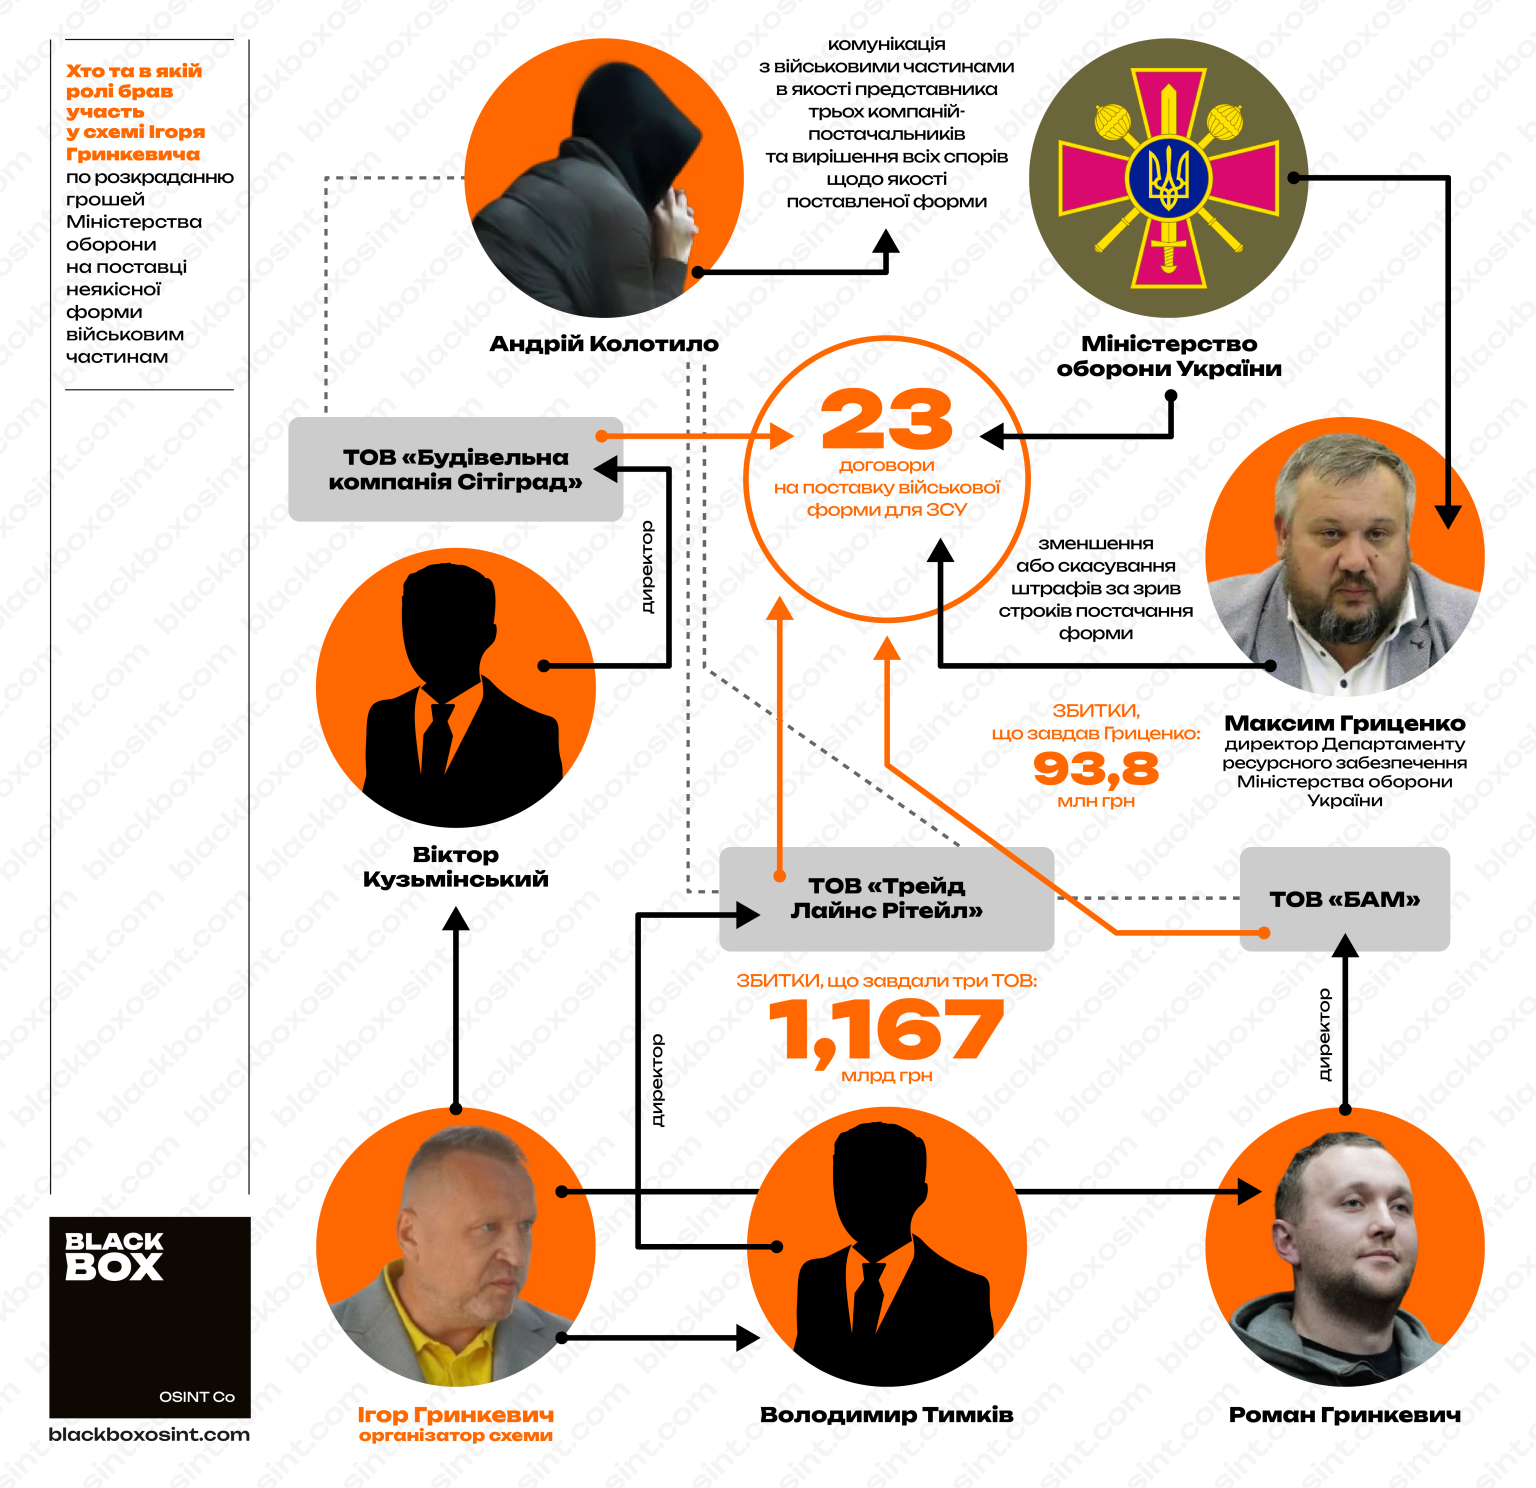 Хто та в якій
ролі брав
участь
у схемі Ігоря
Гринкевича
по розкраданню
грошей
Міністерства
оборони
на поставці
неякісної
форми
військовим
частинам
комунікація
з військовими частинами
в якості представника
трьох компаній-
постачальників
та вирішення всіх спорів
щодо якості
поставленої форми
Андрій Колотило
Міністерство
оборони України
23
договори
на поставку військової
форми для ЗСУ
ТОВ «Будівельна
компанія Сітіград»
директор
зменшення
або скасування
штрафів за зрив
строків постачання
форми
ЗБИТКИ,
що завдав Гриценко:
93,8
млн грн
Максим Гриценко
директор Департаменту
ресурсного забезпечення
Міністерства оборони
України
Віктор
Кузьмінський
ТОВ «Трейд
Лайнс Рітейл»
ТОВ «БАМ»
ЗБИТКИ, що завдали три ТОВ:
1,167
млрд грн
директор
директор
BLACK
BOX
OSINT Co
blackboxosint.com
Ігор Гринкевич
організатор схеми
Володимир Тимків
Роман Гринкевич